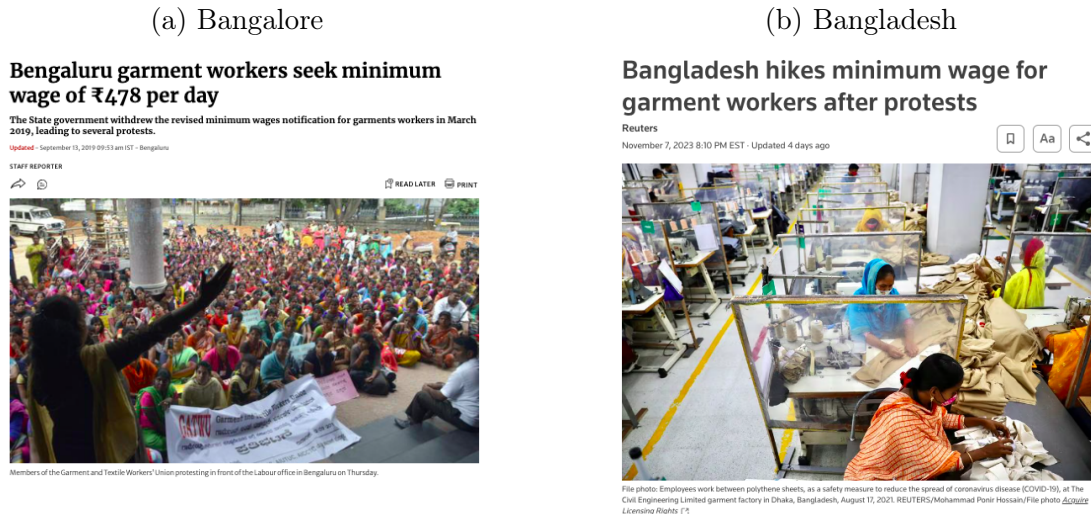 (a) Bangalore
Bengaluru garment workers seek minimum
wage of ₹478 per day
The State government withdrew the revised minimum wages notification for garments workers in March
2019, leading to several protests.
Updated - September 13, 2019 09:53 am IST - Bengaluru
STAFF REPORTER
READ LATER PRINT
GATWU
Members of the Garment and Textile Workers' Union protesting in front of the Labour office in Bengaluru on Thursday.
(b) Bangladesh
Bangladesh hikes minimum wage for
garment workers after protests
Reuters
November 7, 2023 8:10 PM EST · Updated 4 days ago
Aa
File photo: Employees work between polythene sheets, as a safety measure to reduce the spread of coronavirus disease (COVID-19), at The
Civil Engineering Limited garment factory in Dhaka, Bangladesh, August 17, 2021. REUTERS/Mohammad Ponir Hossain/File photo Acquire
Licensing Rights